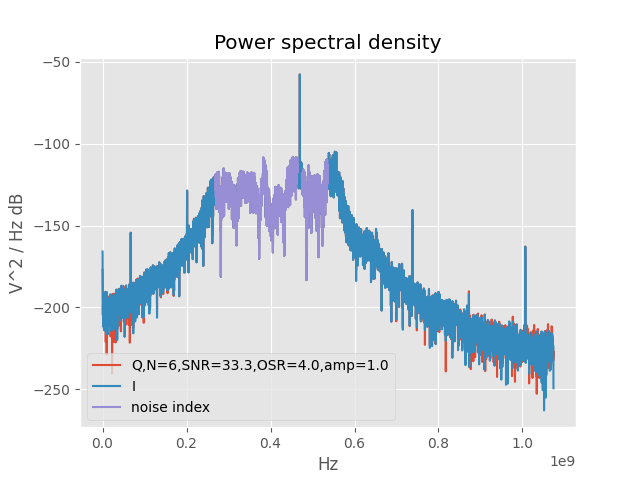 Power spectral density
−50
−100
−150
−200
−250
V^2 / Hz dB
Q,N=6,SNR=33.3,OSR=4.0,amp=1.0
I
noise index
0.0 0.2 0.4 0.6 0.8 1.0
1e9
Hz